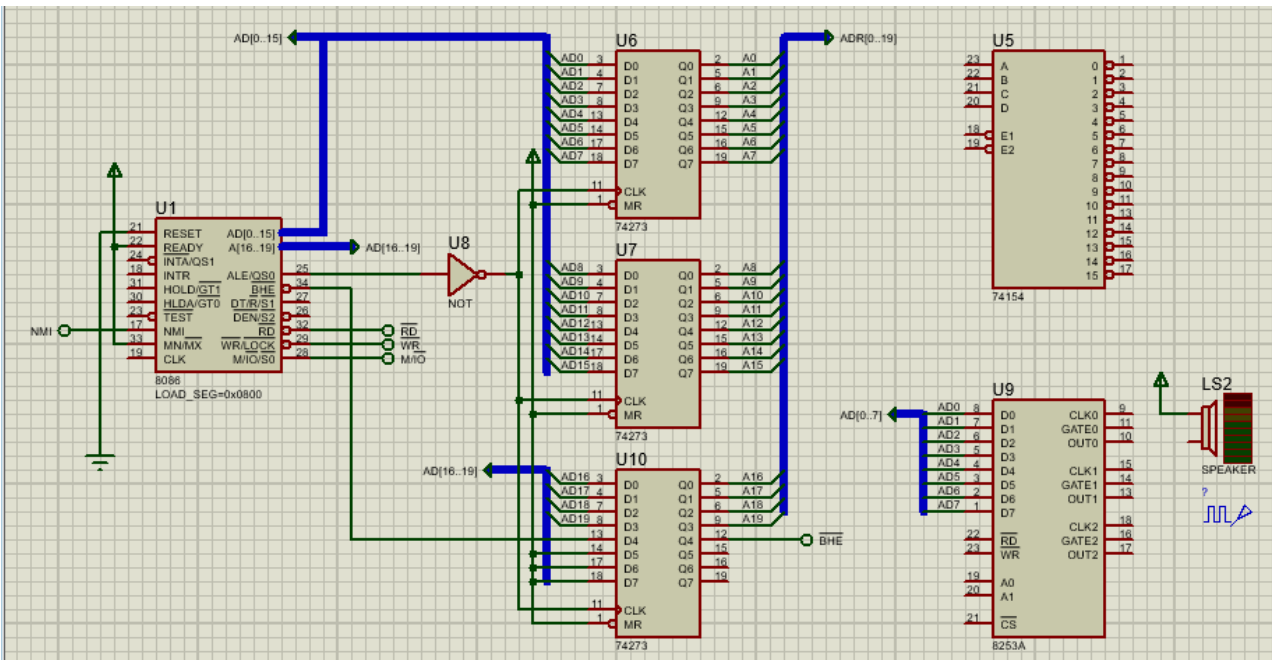 AD[0..15]
ADR[0..19]
U6
AD0 3 D0 Q0 2 A0
AD1 4 D1 Q1 5 A1
AD2 7 D2 Q2 6 A2
AD3 8 D3 Q3 9 A3
AD4 13 D4 Q4 12 A4
AD5 14 D5 Q5 15 A5
AD6 17 D6 Q6 16 A6
AD7 18 D7 Q7 19 A7
11 CLK
1 MR
74273
U5
23 A 0 1
22 B 1 2
21 C 2 3
20 D 3 4
4 5
18 E1 5 6
19 E2 6 7
7 8
8 9
9 10
10 11
11 13
12 14
13 15
14 16
15 17
74154
U1
21 RESET AD[0..15]
22 READY A[16..19] AD[16..19]
24 INTA/QS1
18 INTR ALE/QS0 25
31 HOLD/GT1 BHE 34
30 HLDA/GT0 DT/R/S1 27
23 TEST DEN/S2 26
NMI 17 NMI RD 32 RD
33 MN/MX WR/LOCK 29 WR
19 CLK M/IO/S0 28 M/IO
8086
LOAD_SEG=0x0800
U8
NOT
U7
AD8 3 D0 Q0 2 A8
AD9 4 D1 Q1 5 A9
AD10 7 D2 Q2 6 A10
AD11 8 D3 Q3 9 A11
AD12 13 D4 Q4 12 A12
AD13 14 D5 Q5 15 A13
AD14 17 D6 Q6 16 A14
AD15 18 D7 Q7 19 A15
11 CLK
1 MR
74273
U10
AD[16..19]
AD16 3 D0 Q0 2 A16
AD17 4 D1 Q1 5 A17
AD18 7 D2 Q2 6 A18
AD19 8 D3 Q3 9 A19
13 D4 Q4 12 BHE
14 D5 Q5 15
17 D6 Q6 16
18 D7 Q7 19
11 CLK
1 MR
74273
U9
AD[0..7]
AD0 8 D0 CLK0 9
AD1 7 D1 GATE0 11
AD2 6 D2 OUT0 10
AD3 5 D3
AD4 4 D4 CLK1 15
AD5 3 D5 GATE1 14
AD6 2 D6 OUT1 13
AD7 1 D7
CLK2 18
22 RD GATE2 16
23 WR OUT2 17
19 A0
20 A1
21 CS
8253A
LS2
SPEAKER
?